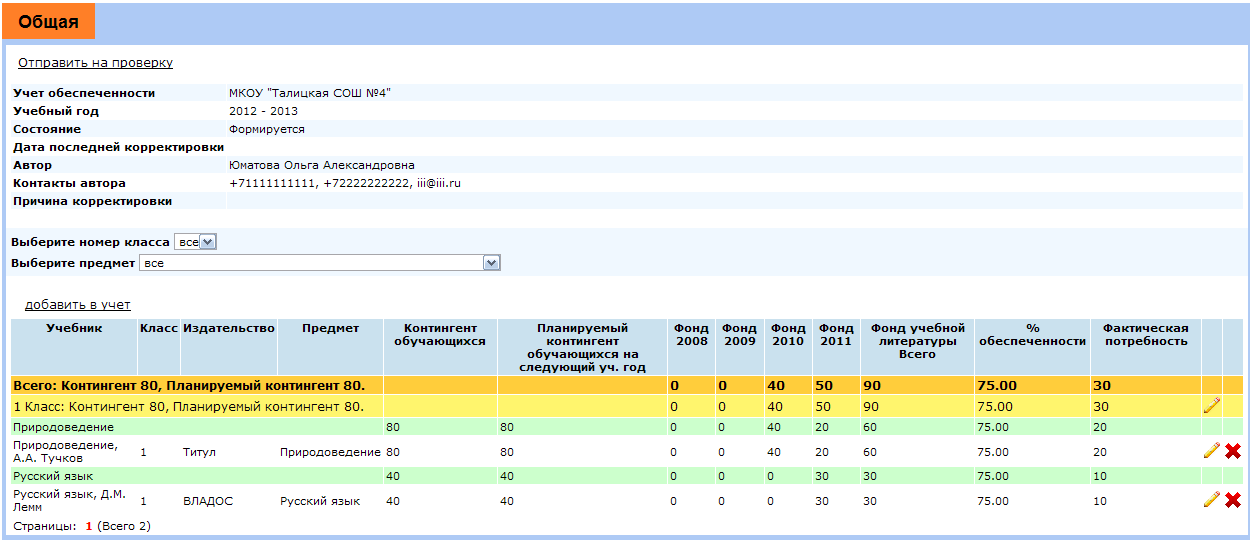 Общая
Отправить на проверку
Учет обеспеченности МКОУ "Талицкая СОШ №4"
Учебный год 2012 - 2013
Состояние Формируется
Дата последней корректировки
Автор Юматова Ольга Александровна
Контакты автора +71111111111, +72222222222, iii@iii.ru
Причина корректировки
Выберите номер класса все
Выберите предмет все
добавить в учет
Учебник Класс Издательство Предмет Контингент обучающихся Планируемый контингент обучающихся на следующий уч. год Фонд 2008 Фонд 2009 Фонд 2010 Фонд 2011 Фонд учебной литературы Всего % обеспеченности Фактическая потребность
Всего: Контингент 80, Планируемый контингент 80. 0 0 40 50 90 75.00 30
1 Класс: Контингент 80, Планируемый контингент 80. 0 0 40 50 90 75.00 30
Природоведение 80 80 0 0 40 20 60 75.00 20
Природоведение, А.А. Тучков 1 Титул Природоведение 80 80 0 0 40 20 60 75.00 20
Русский язык 40 40 0 0 0 30 30 75.00 10
Русский язык, Д.М. Лемм 1 ВЛАДОС Русский язык 40 40 0 0 0 30 30 75.00 10
Страницы: 1 (Всего 2)